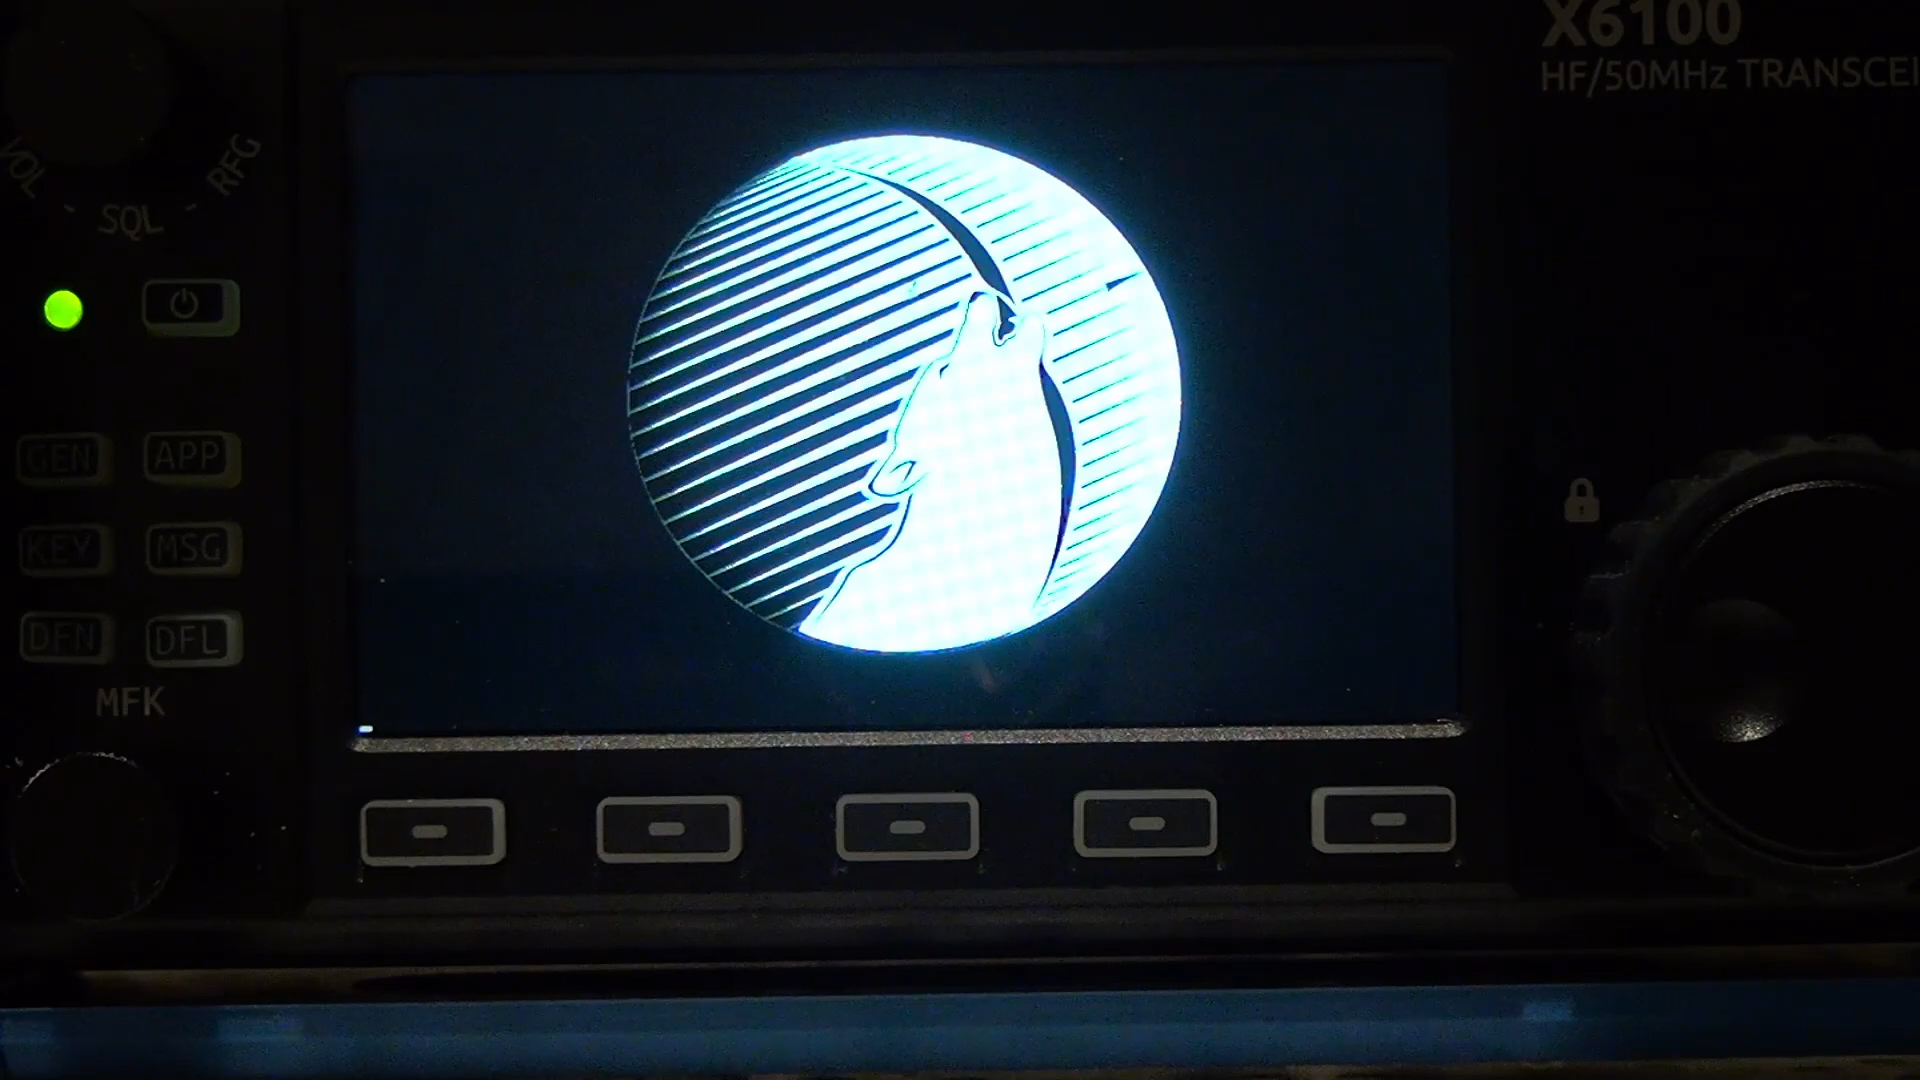 X6100
HF/50MHz TRANSCEI
VOL
SQL
RFG
GEN
APP
KEY
MSG
DFN
DFL
MFK